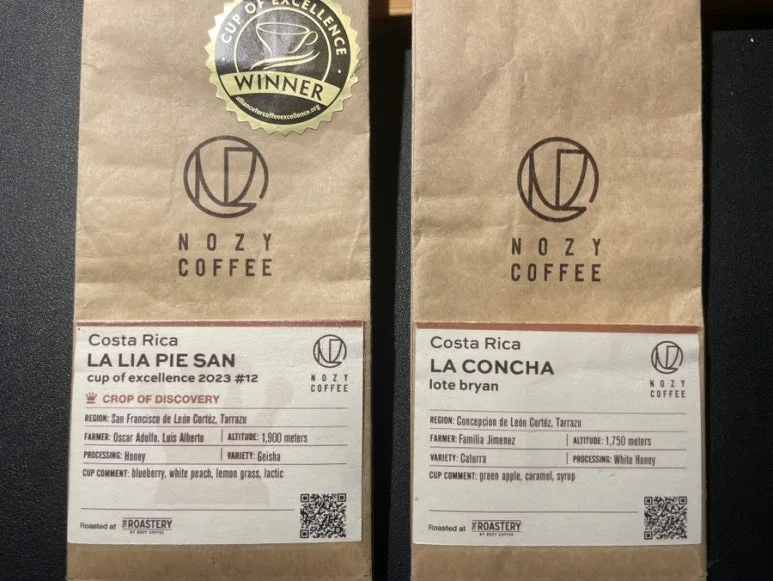 CUP OF EXCELLENCE
WINNER
allianceforcoffeeexcellence.org
NOZY
COFFEE
Costa Rica
LA LIA PIE SAN
cup of excellence 2023 #12
NOZY
COFFEE
CROP OF DISCOVERY
REGION: San Francisco de León Cortéz, Tarrazu
FARMER: Oscar Adolfo, Luis Alberto
ALTITUDE: 1,900 meters
PROCESSING: Honey
VARIETY: Geisha
CUP COMMENT: blueberry, white peach, lemon grass, lactic
Roasted at
THE ROASTERY
BY NOZY COFFEE
NOZY
COFFEE
Costa Rica
LA CONCHA
lote bryan
NOZY
COFFEE
REGION: Concepcion de León Cortéz, Tarrazu
FARMER: Familia Jimenez
ALTITUDE: 1,750 meters
VARIETY: Caturra
PROCESSING: White Honey
CUP COMMENT: green apple, caramel, syrup
Roasted at
THE ROASTERY
BY NOZY COFFEE